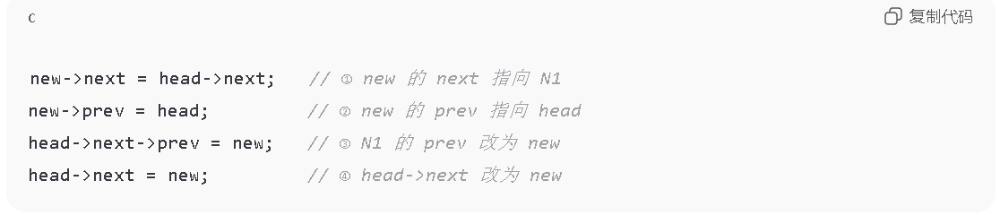 c
复制代码
new->next = head->next;   // ① new 的 next 指向 N1
new->prev = head;         // ② new 的 prev 指向 head
head->next->prev = new;   // ③ N1 的 prev 改为 new
head->next = new;         // ④ head->next 改为 new